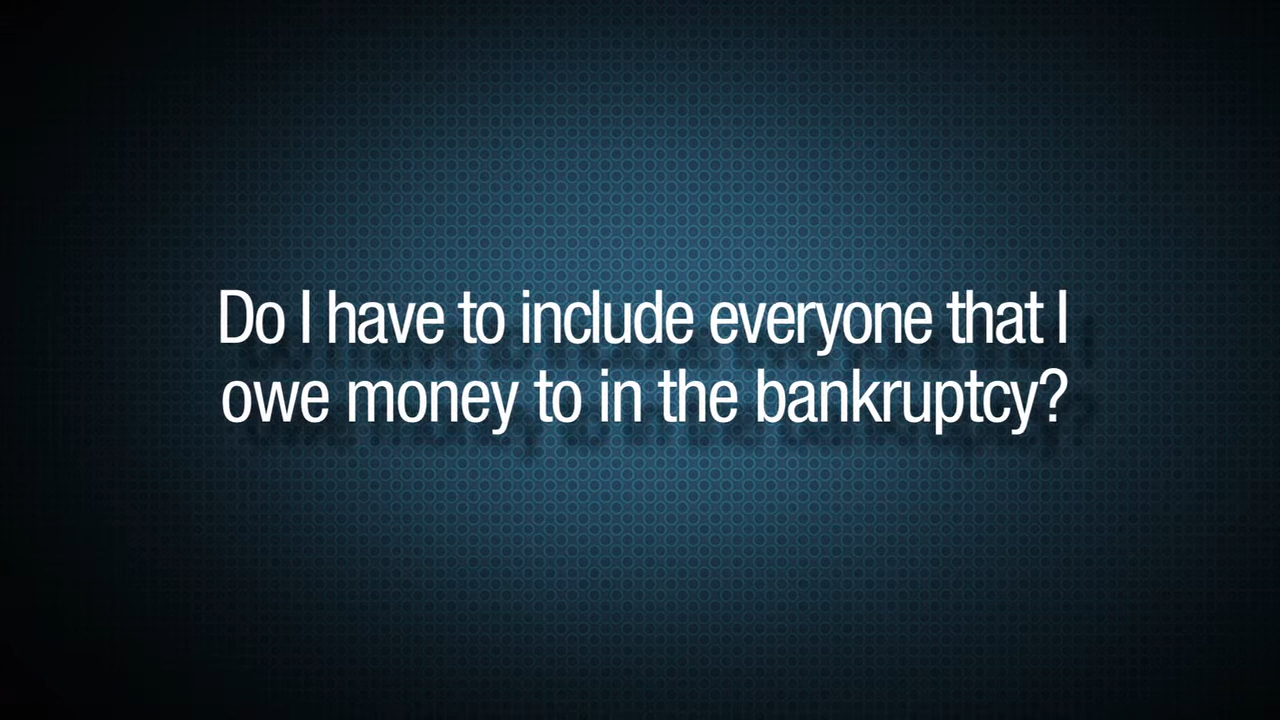 Do I have to include everyone that I
owe money to in the bankruptcy?